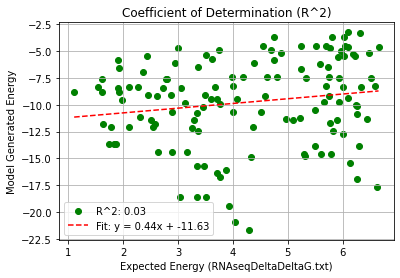 Coefficient of Determination (R^2)
Model Generated Energy
−2.5
−5.0
−7.5
−10.0
−12.5
−15.0
−17.5
−20.0
−22.5
R^2: 0.03
Fit: y = 0.44x + -11.63
1 2 3 4 5 6
Expected Energy (RNAseqDeltaDeltaG.txt)